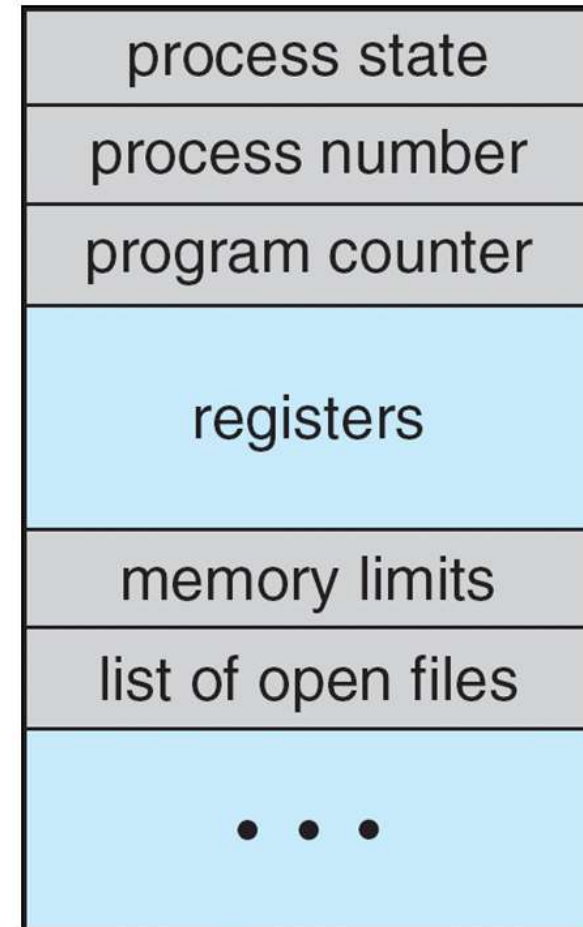 process state
process number
program counter
registers
memory limits
list of open files
• • •